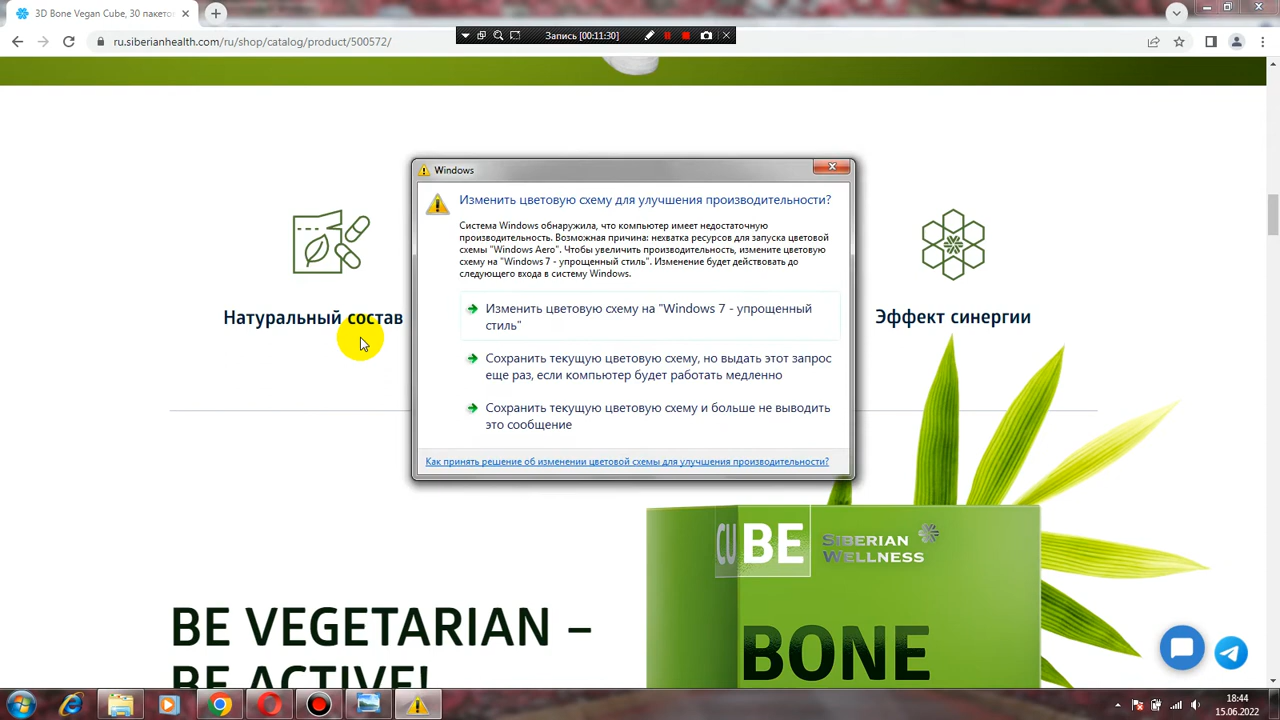 3D Bone Vegan Cube, 30 пакето
ru.siberianhealth.com/ru/shop/catalog/product/500572/
Запись [00:11:30]
Windows
Изменить цветовую схему для улучшения производительности?
Система Windows обнаружила, что компьютер имеет недостаточную
производительность. Возможная причина: нехватка ресурсов для запуска цветовой
схемы "Windows Aero". Чтобы увеличить производительность, измените цветовую
схему на "Windows 7 - упрощенный стиль". Изменение будет действовать до
следующего входа в систему Windows.
Изменить цветовую схему на "Windows 7 - упрощенный
стиль"
Сохранить текущую цветовую схему, но выдать этот запрос
еще раз, если компьютер будет работать медленно
Сохранить текущую цветовую схему и больше не выводить
это сообщение
Как принять решение об изменении цветовой схемы для улучшения производительности?
Натуральный состав
Эффект синергии
BE VEGETARIAN –
BE ACTIVE!
CUBE
SIBERIAN
WELLNESS
BONE
18:44
15.06.2022